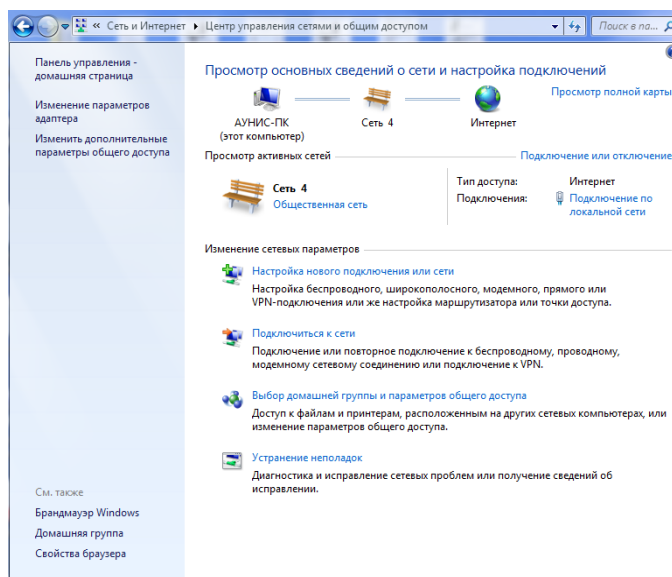 « Сеть и Интернет ▸ Центр управления сетями и общим доступом
Поиск в па...
Панель управления -
домашняя страница
Изменение параметров
адаптера
Изменить дополнительные
параметры общего доступа
Просмотр основных сведений о сети и настройка подключений
Просмотр полной карты
АУНИС-ПК
(этот компьютер)
Сеть 4
Интернет
Просмотр активных сетей
Подключение или отключение
Сеть 4
Общественная сеть
Тип доступа: Интернет
Подключения: Подключение по
локальной сети
Изменение сетевых параметров
Настройка нового подключения или сети
Настройка беспроводного, широкополосного, модемного, прямого или
VPN-подключения или же настройка маршрутизатора или точки доступа.
Подключиться к сети
Подключение или повторное подключение к беспроводному, проводному,
модемному сетевому соединению или подключение к VPN.
Выбор домашней группы и параметров общего доступа
Доступ к файлам и принтерам, расположенным на других сетевых компьютерах, или
изменение параметров общего доступа.
Устранение неполадок
Диагностика и исправление сетевых проблем или получение сведений об
исправлении.
См. также
Брандмауэр Windows
Домашняя группа
Свойства браузера